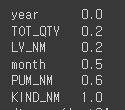 year 0.0
TOT_QTY 0.2
LV_NM 0.2
month 0.5
PUM_NM 0.6
KIND_NM 1.0